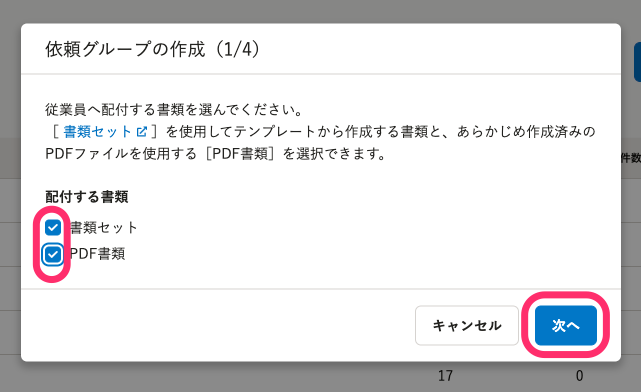 依頼グループの作成（1/4）
従業員へ配付する書類を選んでください。
［ 書類セット ］を使用してテンプレートから作成する書類と、あらかじめ作成済みの
PDFファイルを使用する［PDF書類］を選択できます。
件数
配付する書類
書類セット
PDF書類
キャンセル
次へ
17 0